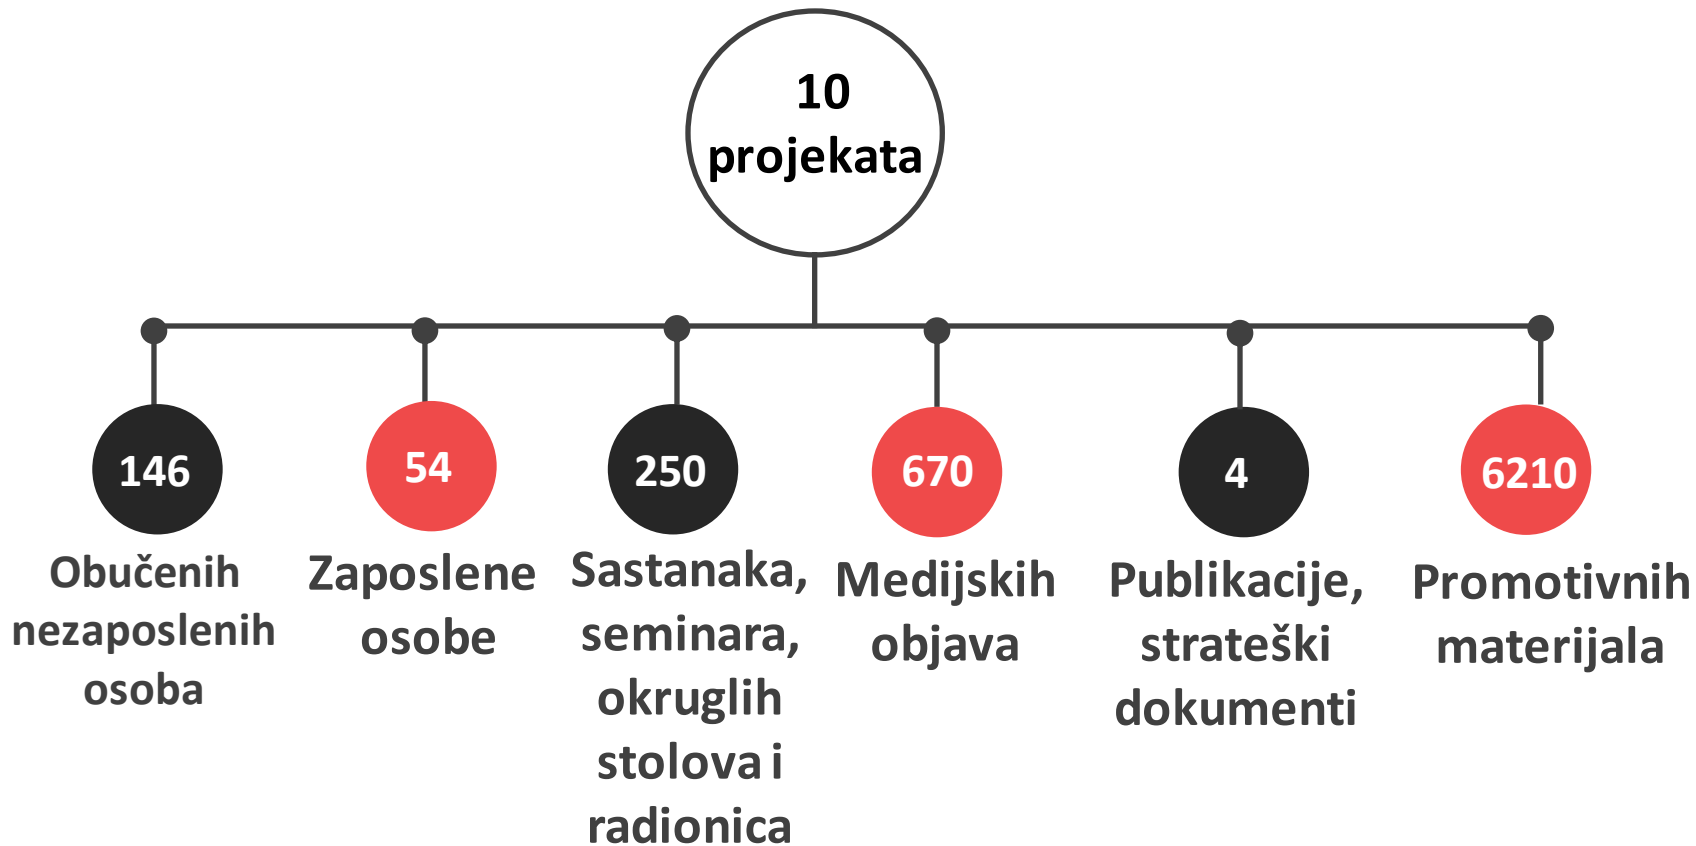 10
projekata
146
Obučenih
nezaposlenih
osoba
54
Zaposlene
osobe
250
Sastanaka,
seminara,
okruglih
stolova i
radionica
670
Medijskih
objava
4
Publikacije,
strateški
dokumenti
6210
Promotivnih
materijala